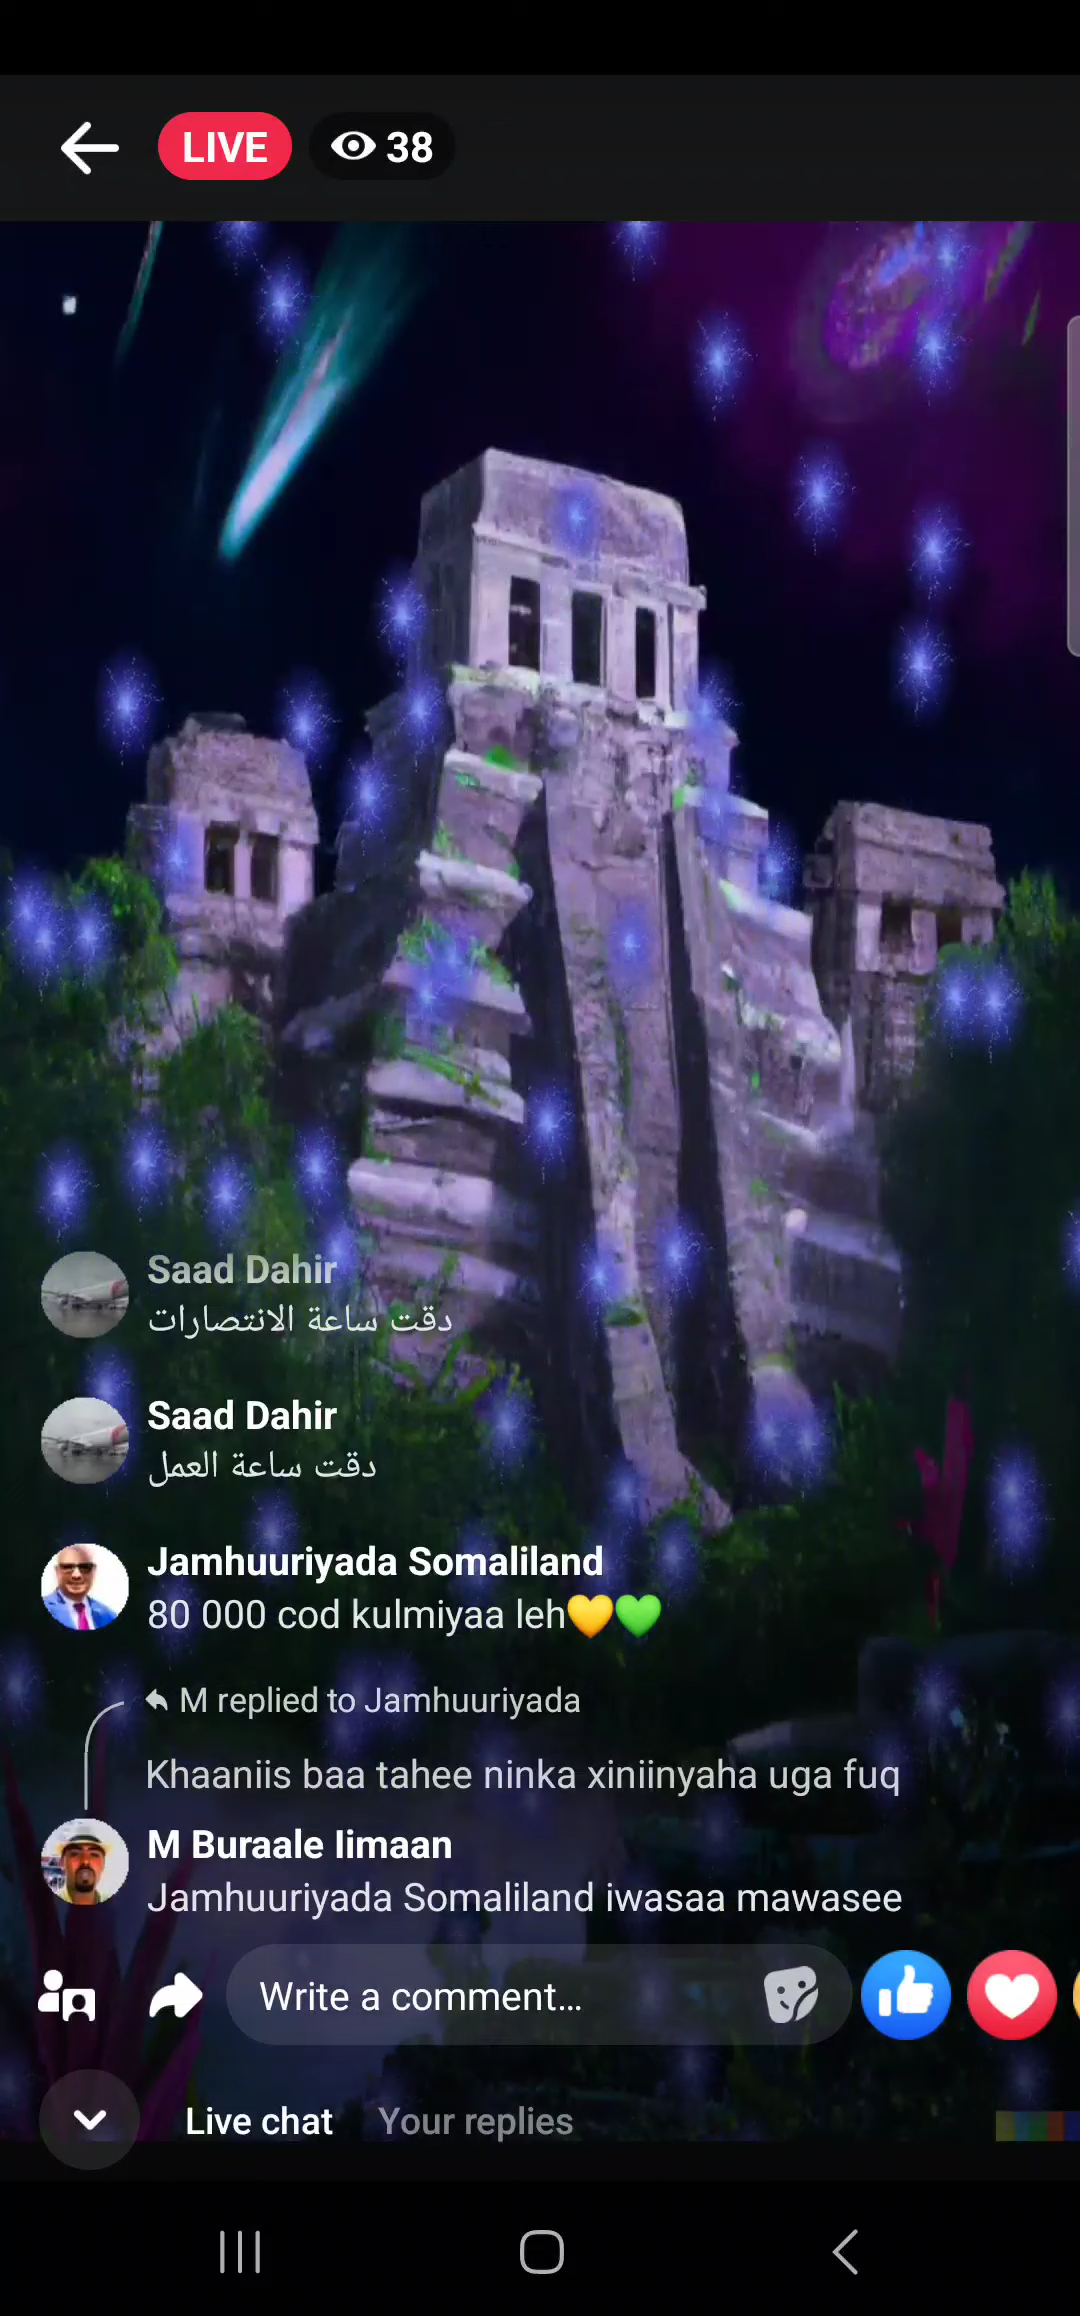 LIVE
38
Saad Dahir
دقت ساعة الانتصارات
Saad Dahir
دقت ساعة العمل
Jamhuuriyada Somaliland
80 000 cod kulmiyaa leh💛💚
M replied to Jamhuuriyada
Khaaniis baa tahee ninka xiniinyaha uga fuq
M Buraale Iimaan
Jamhuuriyada Somaliland iwasaa mawasee
Write a comment...
Live chat Your replies